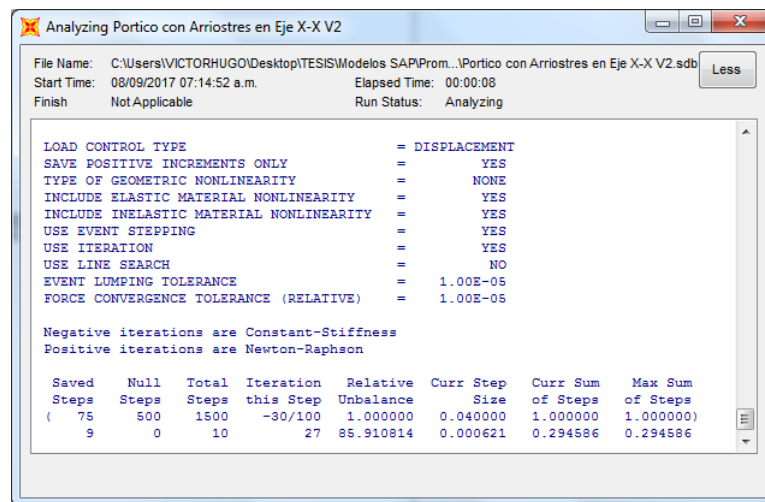 Analyzing Portico con Arriostres en Eje X-X V2
File Name: C:\Users\VICTORHUGO\Desktop\TESIS\Modelos SAP\Prom...\Portico con Arriostres en Eje X-X V2.sdb
Less
Start Time: 08/09/2017 07:14:52 a.m. Elapsed Time: 00:00:08
Finish Not Applicable Run Status: Analyzing
LOAD CONTROL TYPE = DISPLACEMENT
SAVE POSITIVE INCREMENTS ONLY = YES
TYPE OF GEOMETRIC NONLINEARITY = NONE
INCLUDE ELASTIC MATERIAL NONLINEARITY = YES
INCLUDE INELASTIC MATERIAL NONLINEARITY = YES
USE EVENT STEPPING = YES
USE ITERATION = YES
USE LINE SEARCH = NO
EVENT LUMPING TOLERANCE = 1.00E-05
FORCE CONVERGENCE TOLERANCE (RELATIVE) = 1.00E-05
Negative iterations are Constant-Stiffness
Positive iterations are Newton-Raphson
Saved Null Total Iteration Relative Curr Step Curr Sum Max Sum
Steps Steps Steps this Step Unbalance Size of Steps of Steps
( 75 500 1500 -30/100 1.000000 0.040000 1.000000 1.000000)
9 0 10 27 85.910814 0.000621 0.294586 0.294586